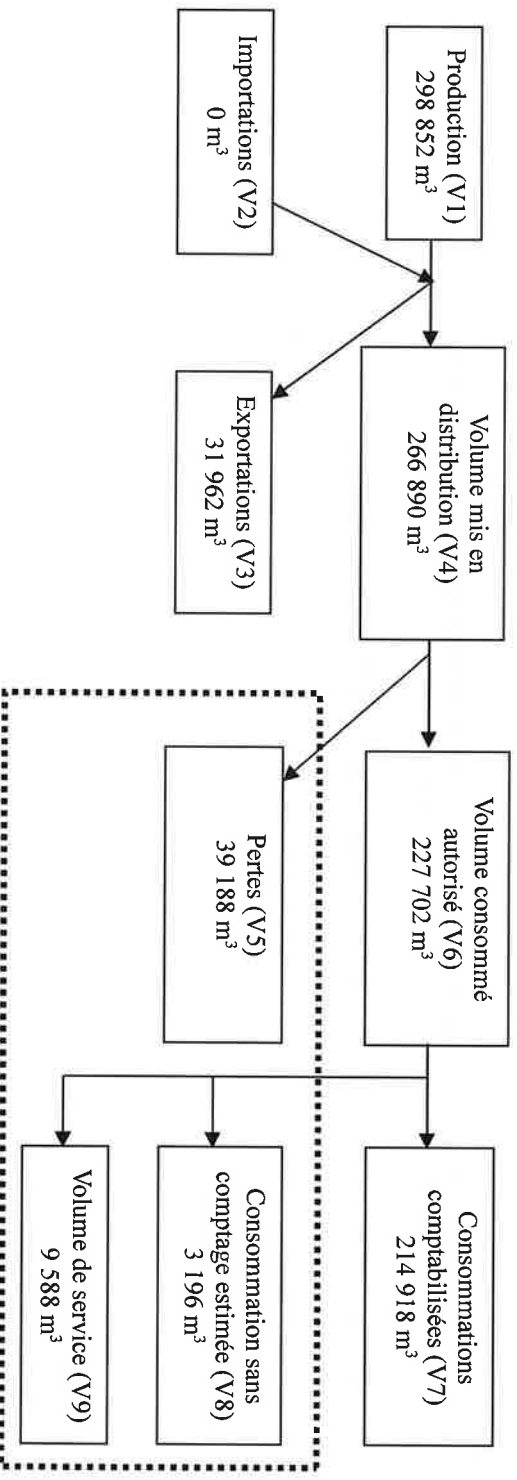 Production (V1)
298 852 m³
Importations (V2)
0 m³
Volume mis en
distribution (V4)
266 890 m³
Exportations (V3)
31 962 m³
Volume consommé
autorisé (V6)
227 702 m³
Pertes (V5)
39 188 m³
Consommations
comptabilisées (V7)
214 918 m³
Consommation sans
comptage estimée (V8)
3 196 m³
Volume de service (V9)
9 588 m³